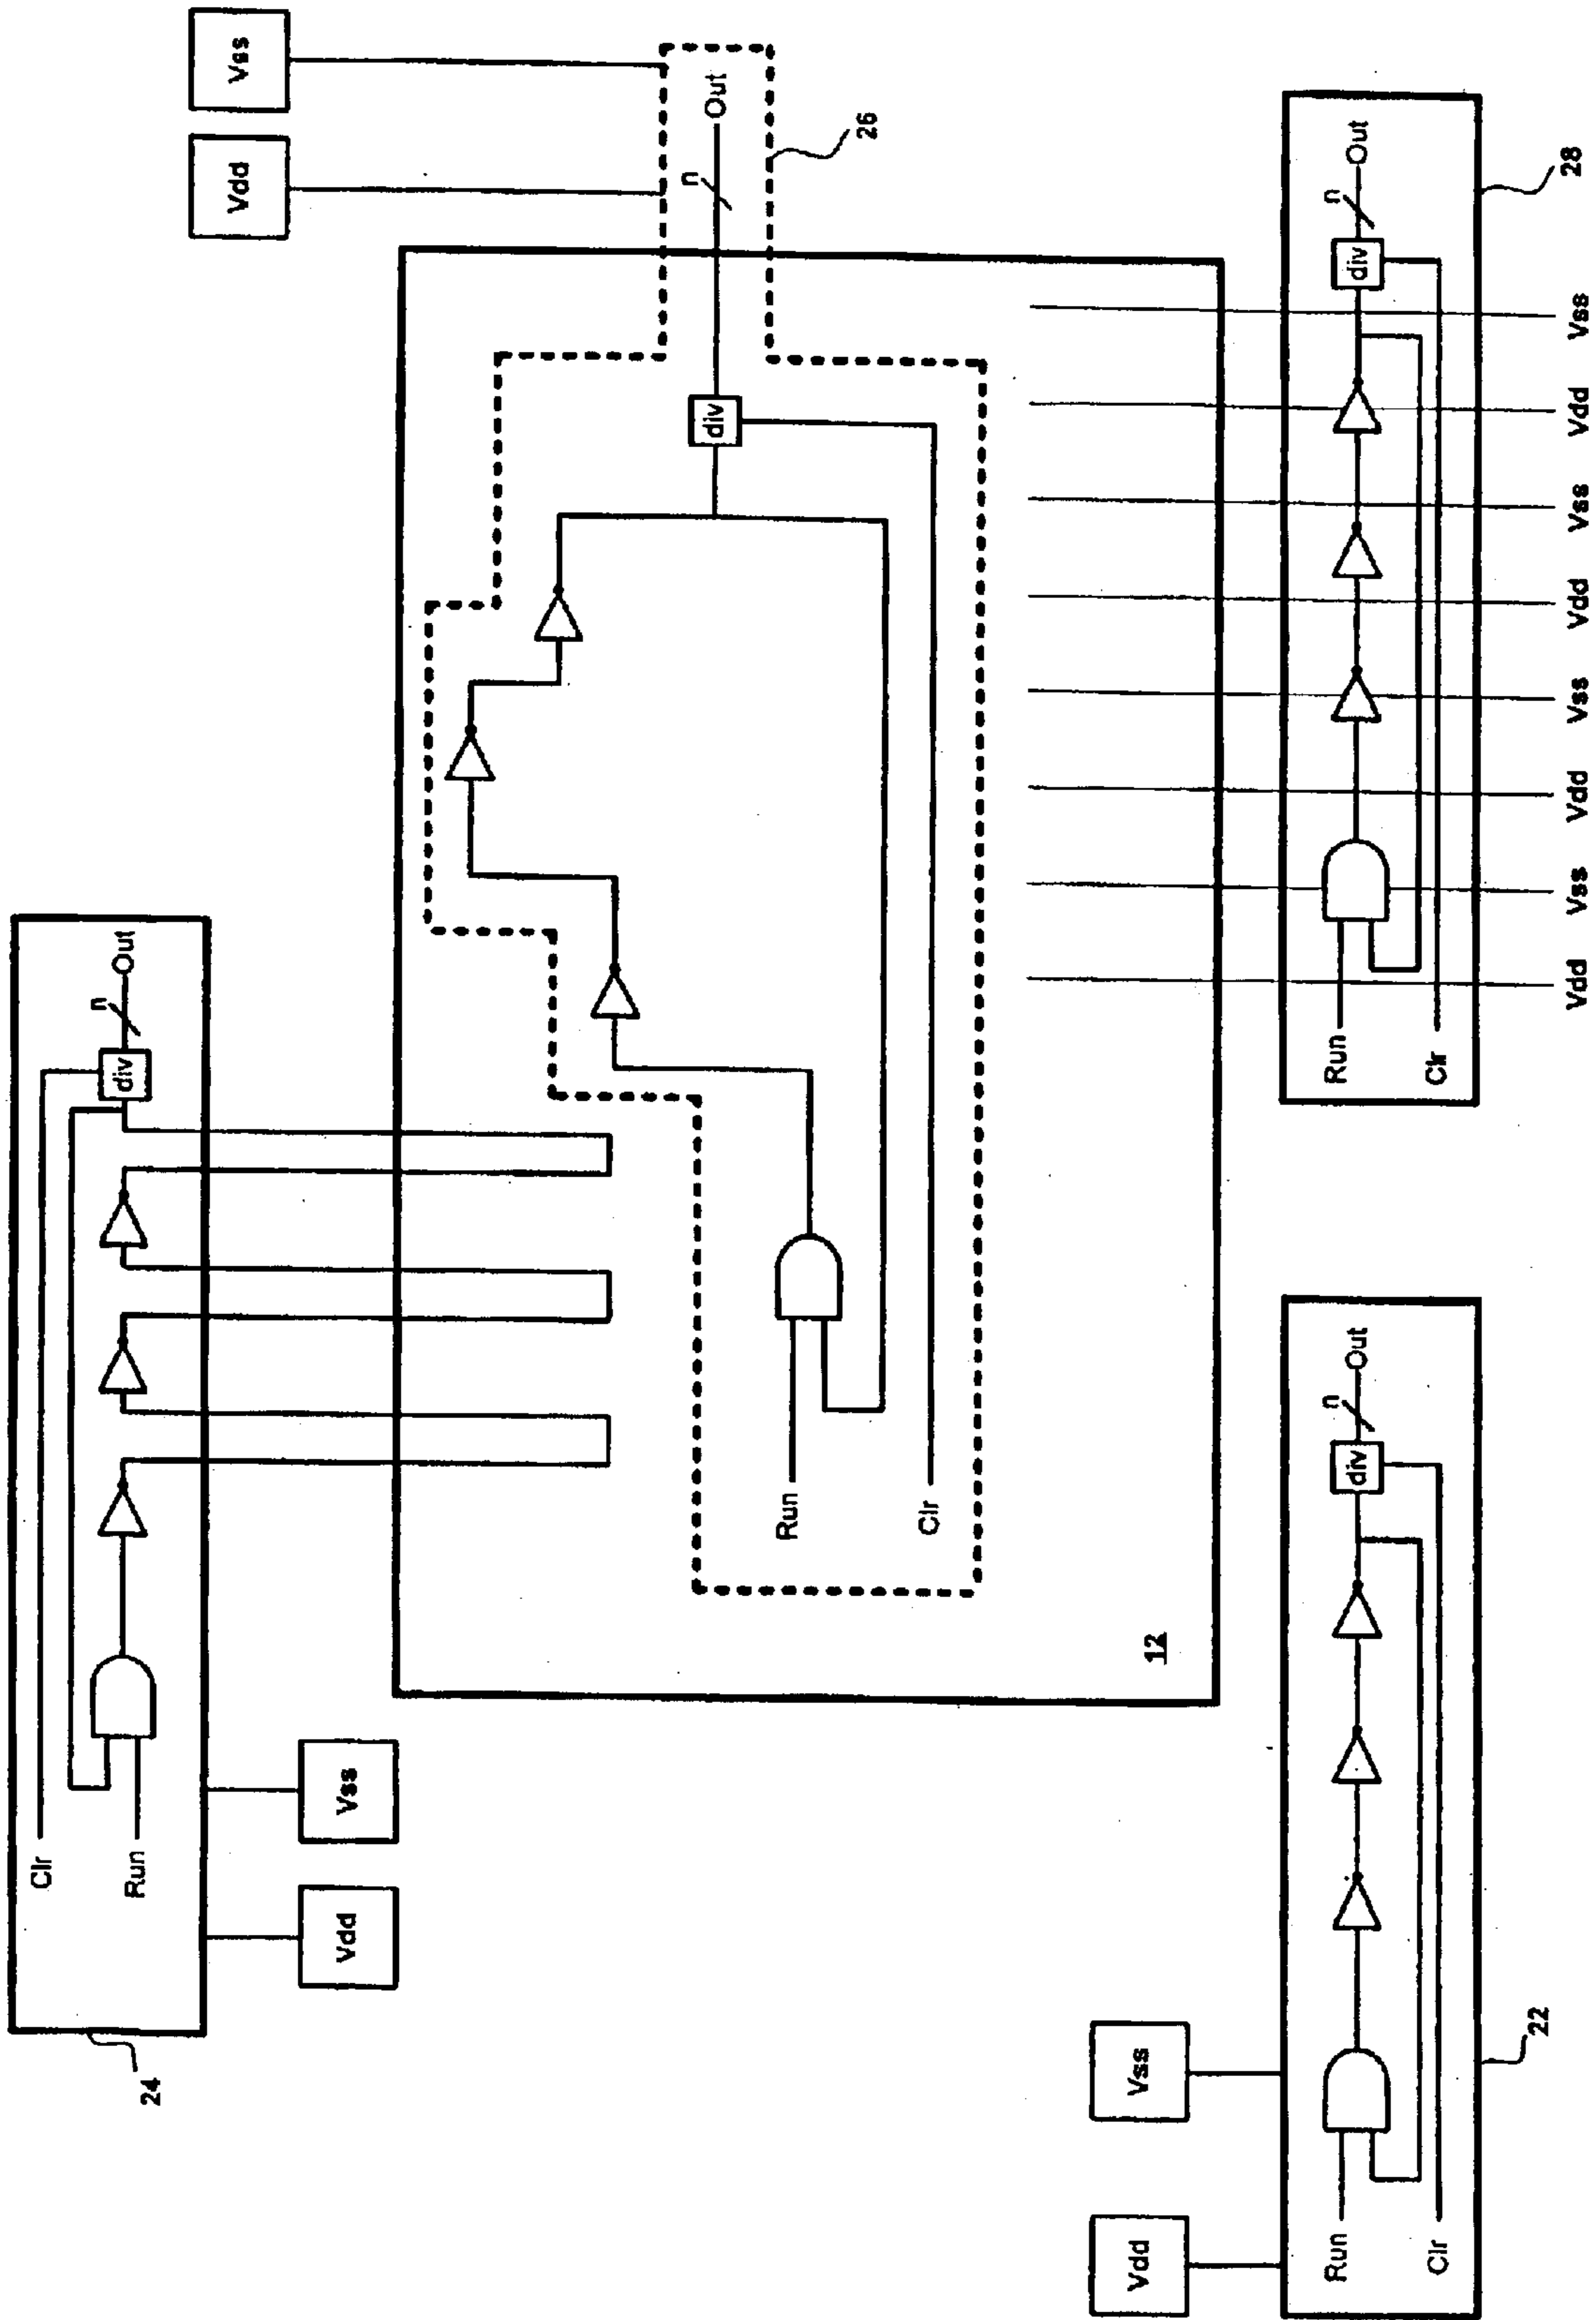 24
Clr
Run
div
n
Out
Vdd
Vss
Vdd
Vss
Run
Clr
div
n
Out
26
12
Vdd
Vss
Run
Clr
div
n
Out
22
Run
Clr
div
n
Out
28
Vdd
Vss
Vdd
Vss
Vdd
Vss
Vdd
Vss